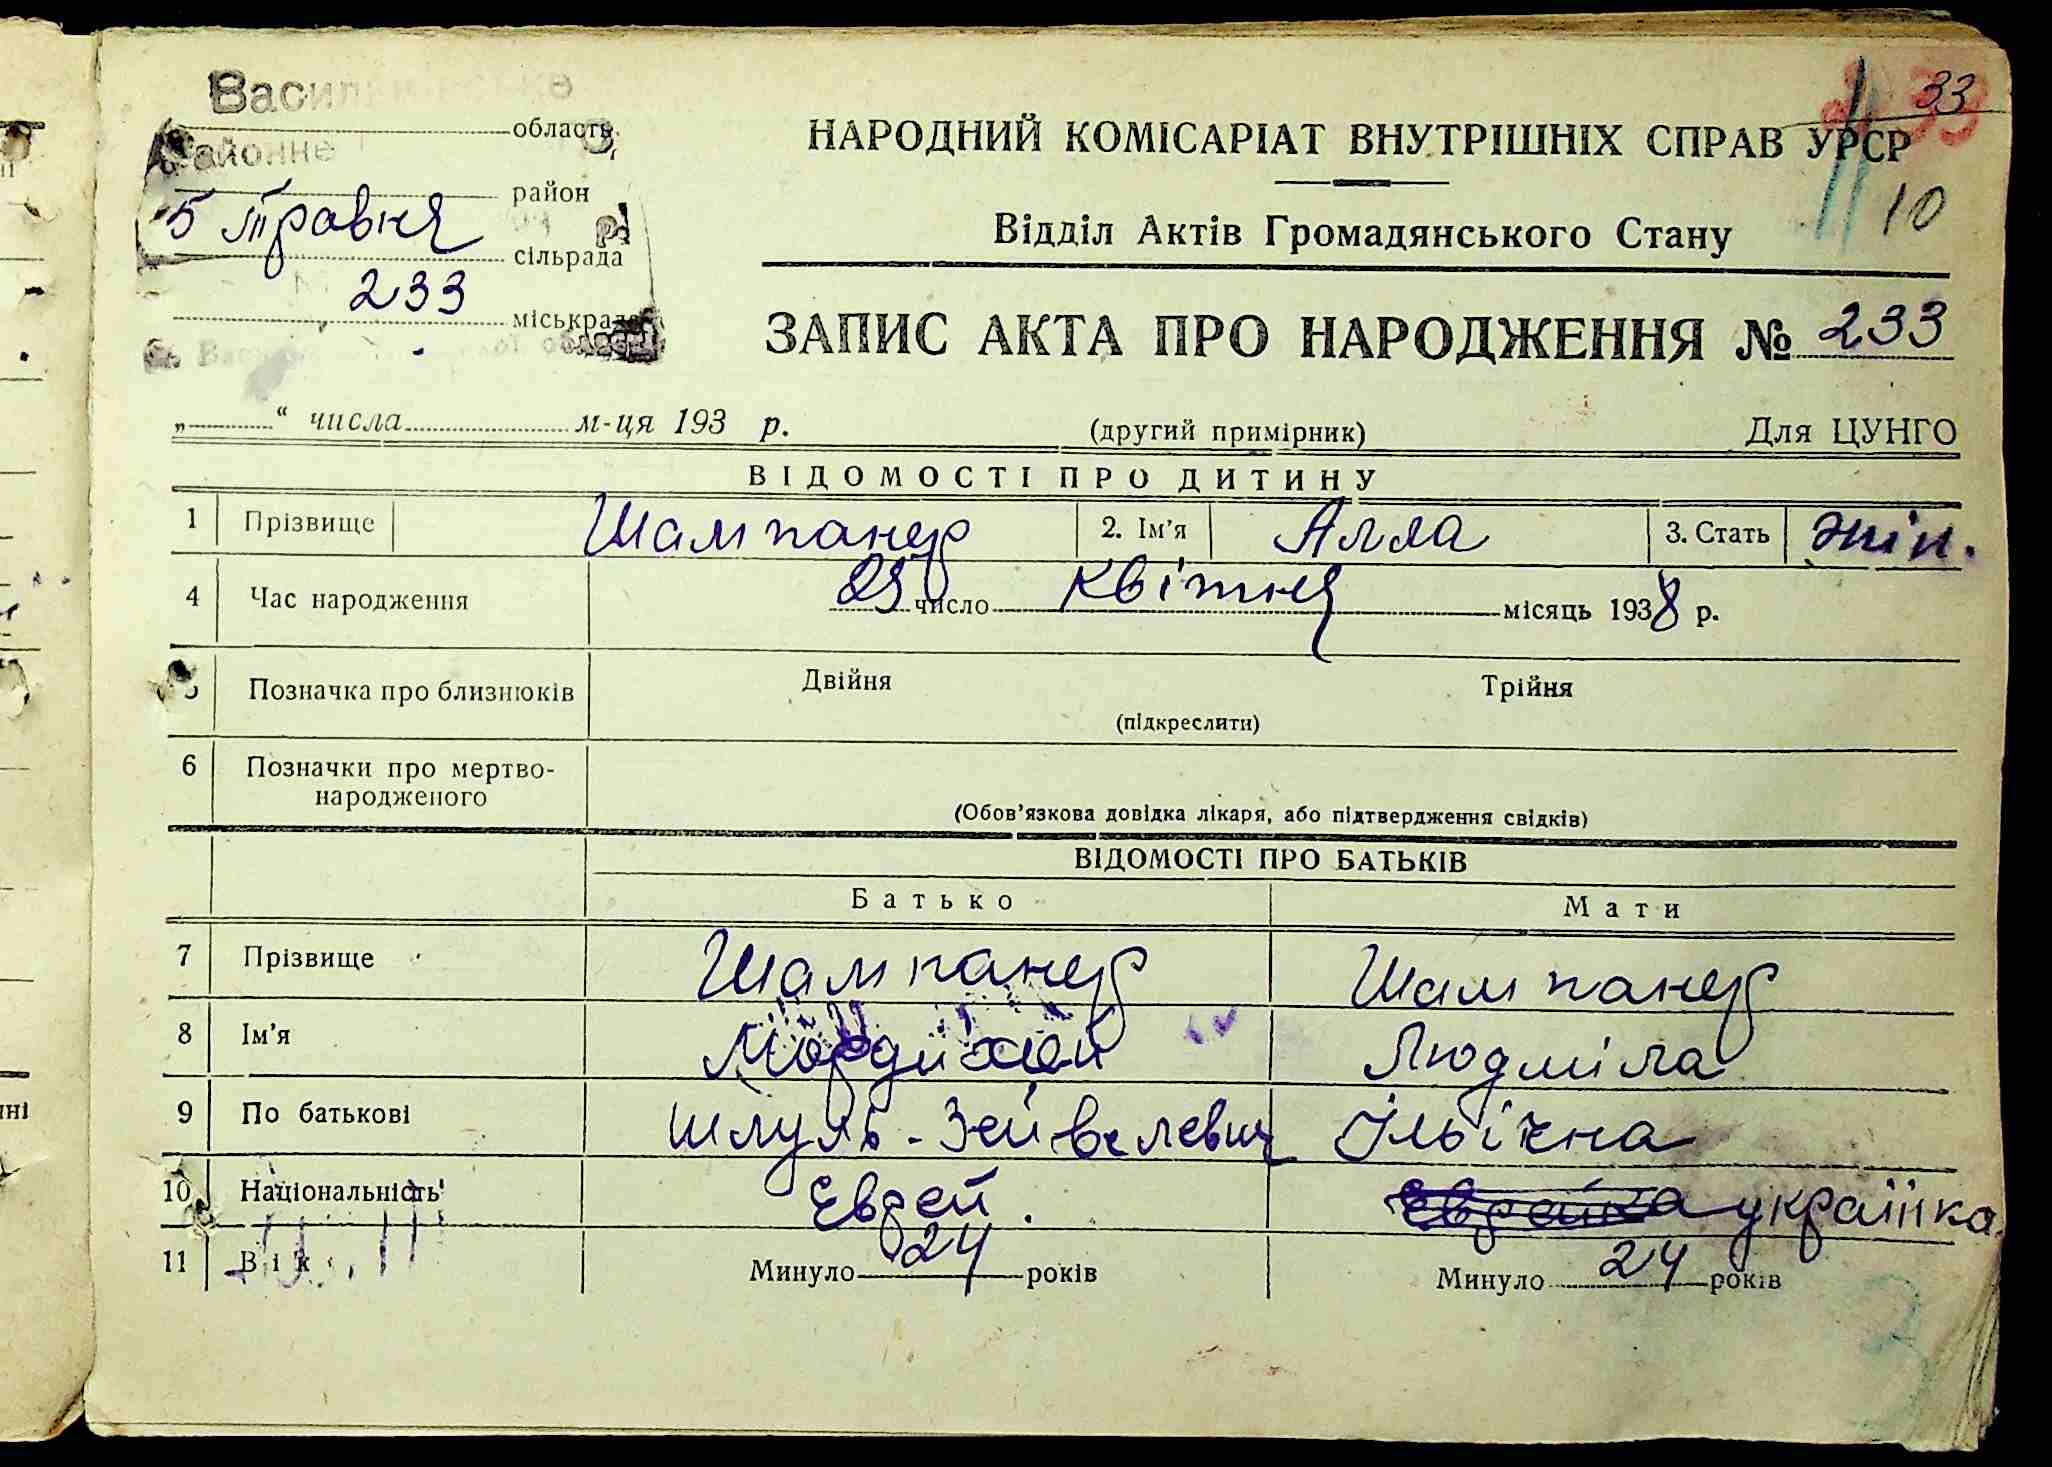 33
область
Районне
НАРОДНИЙ КОМІСАРІАТ ВНУТРІШНІХ СПРАВ УРСР
район
10
5 травня
сільрада
Відділ Актів Громадянського Стану
233
міськрада
ЗАПИС АКТА ПРО НАРОДЖЕННЯ № 233
„ “ числа м-ця 193 р. (другий примірник) Для ЦУНГО
ВІДОМОСТІ ПРО ДИТИНУ
1 Прізвище Шампанер 2. Ім’я Алла 3. Стать жін.
4 Час народження число квітня місяць 1938 р.
5 Позначка про близнюків Двійня Трійня
(підкреслити)
6 Позначки про мертво-
народженого
(Обов’язкова довідка лікаря, або підтвердження свідків)
ВІДОМОСТІ ПРО БАТЬКІВ
Батько Мати
7 Прізвище Шампанер Шампанер
8 Ім’я Мордихей Людміла
9 По батькові Шлуль-Зейвелевич Ільічна
10 Національність Еврей. Еврейка українка
11 Вік Минуло 24 років Минуло 24 років